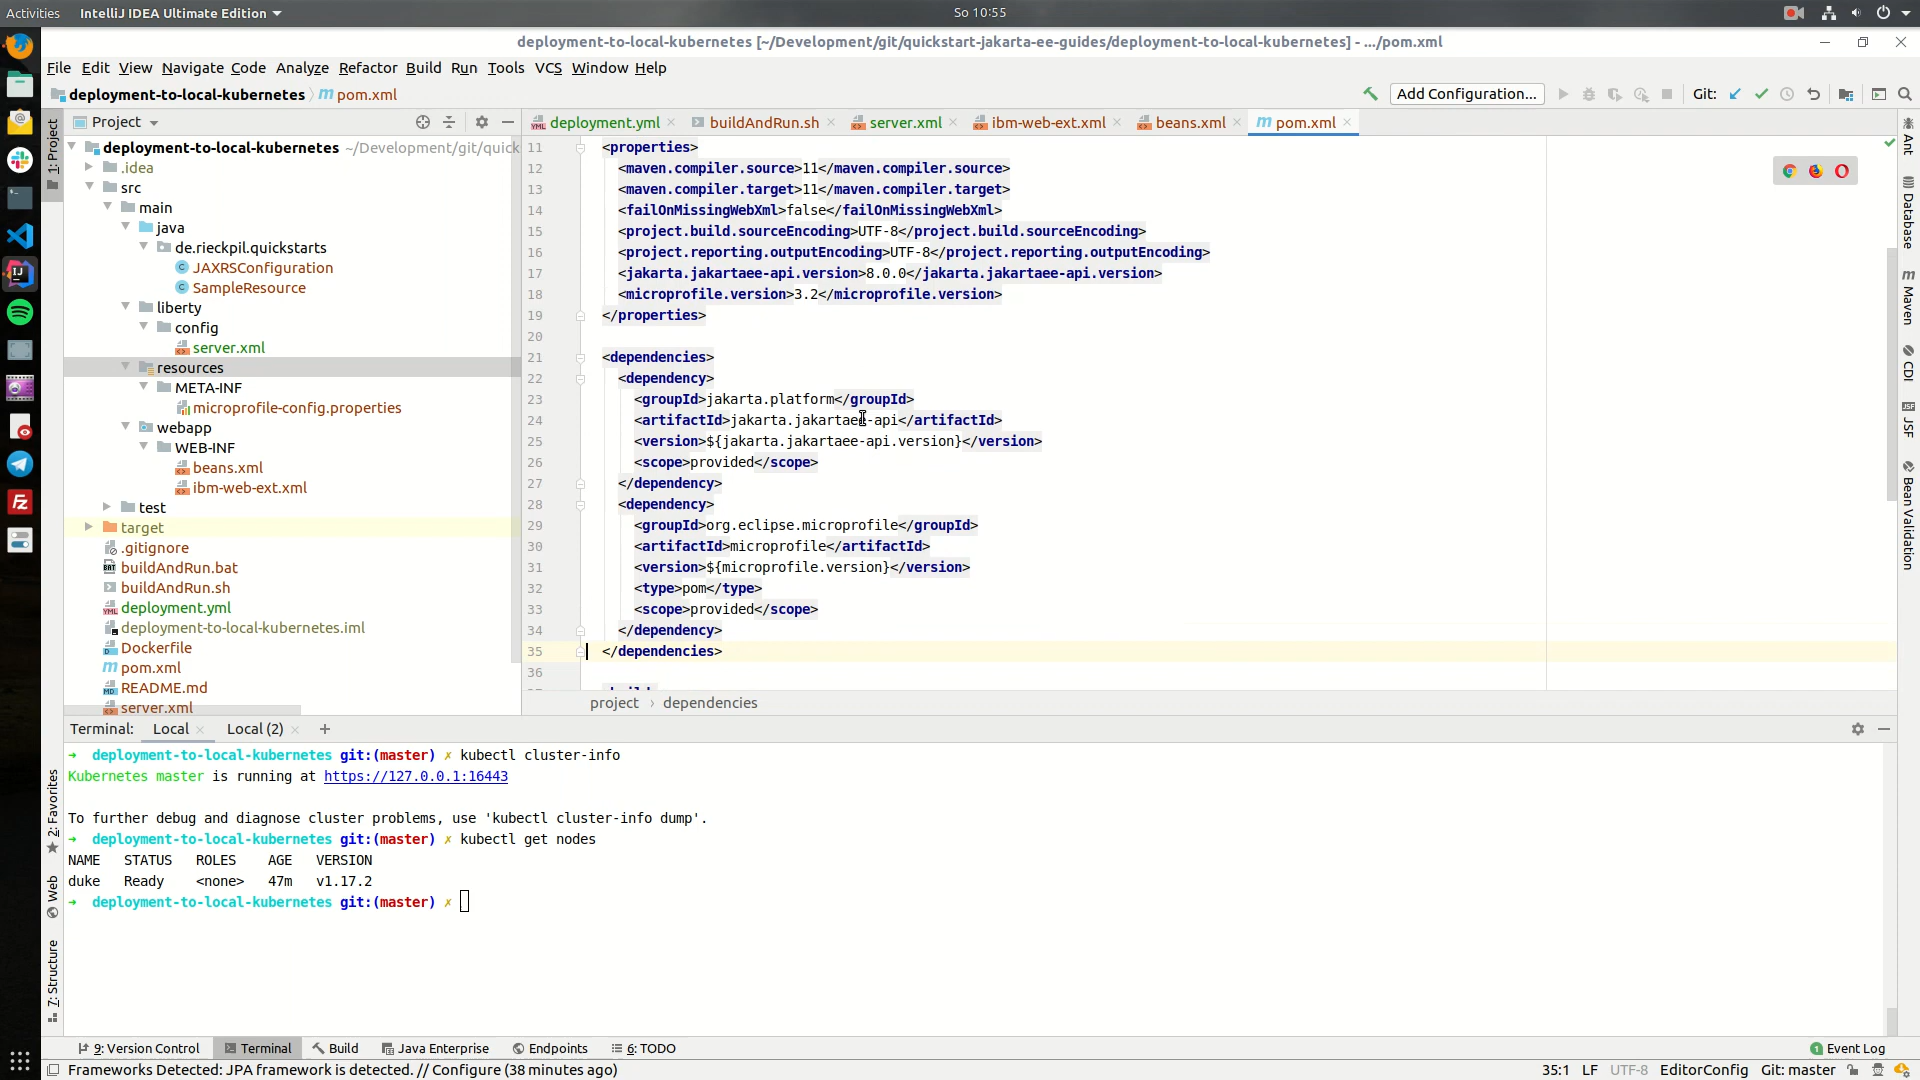 Activities IntelliJ IDEA Ultimate Edition So 10:55
deployment-to-local-kubernetes [~/Development/git/quickstart-jakarta-ee-guides/deployment-to-local-kubernetes] - .../pom.xml
File Edit View Navigate Code Analyze Refactor Build Run Tools VCS Window Help
deployment-to-local-kubernetes pom.xml Add Configuration... Git:
1: Project
2: Favorites
Web
7: Structure
Project
deployment-to-local-kubernetes ~/Development/git/quick
.idea
src
main
java
de.rieckpil.quickstarts
JAXRSConfiguration
SampleResource
liberty
config
server.xml
resources
META-INF
microprofile-config.properties
webapp
WEB-INF
beans.xml
ibm-web-ext.xml
test
target
.gitignore
buildAndRun.bat
buildAndRun.sh
deployment.yml
deployment-to-local-kubernetes.iml
Dockerfile
pom.xml
README.md
server.xml
deployment.yml buildAndRun.sh server.xml ibm-web-ext.xml beans.xml pom.xml
11 <properties>
12 <maven.compiler.source>11</maven.compiler.source>
13 <maven.compiler.target>11</maven.compiler.target>
14 <failOnMissingWebXml>false</failOnMissingWebXml>
15 <project.build.sourceEncoding>UTF-8</project.build.sourceEncoding>
16 <project.reporting.outputEncoding>UTF-8</project.reporting.outputEncoding>
17 <jakarta.jakartaee-api.version>8.0.0</jakarta.jakartaee-api.version>
18 <microprofile.version>3.2</microprofile.version>
19 </properties>
20
21 <dependencies>
22 <dependency>
23 <groupId>jakarta.platform</groupId>
24 <artifactId>jakarta.jakartaee-api</artifactId>
25 <version>${jakarta.jakartaee-api.version}</version>
26 <scope>provided</scope>
27 </dependency>
28 <dependency>
29 <groupId>org.eclipse.microprofile</groupId>
30 <artifactId>microprofile</artifactId>
31 <version>${microprofile.version}</version>
32 <type>pom</type>
33 <scope>provided</scope>
34 </dependency>
35 </dependencies>
36
project › dependencies
Ant
Database
Maven
CDI
JSF
Bean Validation
Terminal: Local Local (2)
→ deployment-to-local-kubernetes git:(master) ✗ kubectl cluster-info
Kubernetes master is running at https://127.0.0.1:16443
To further debug and diagnose cluster problems, use 'kubectl cluster-info dump'.
→ deployment-to-local-kubernetes git:(master) ✗ kubectl get nodes
NAME STATUS ROLES AGE VERSION
duke Ready <none> 47m v1.17.2
→ deployment-to-local-kubernetes git:(master) ✗
9: Version Control Terminal Build Java Enterprise Endpoints 6: TODO 1 Event Log
Frameworks Detected: JPA framework is detected. // Configure (38 minutes ago) 35:1 LF UTF-8 EditorConfig Git: master